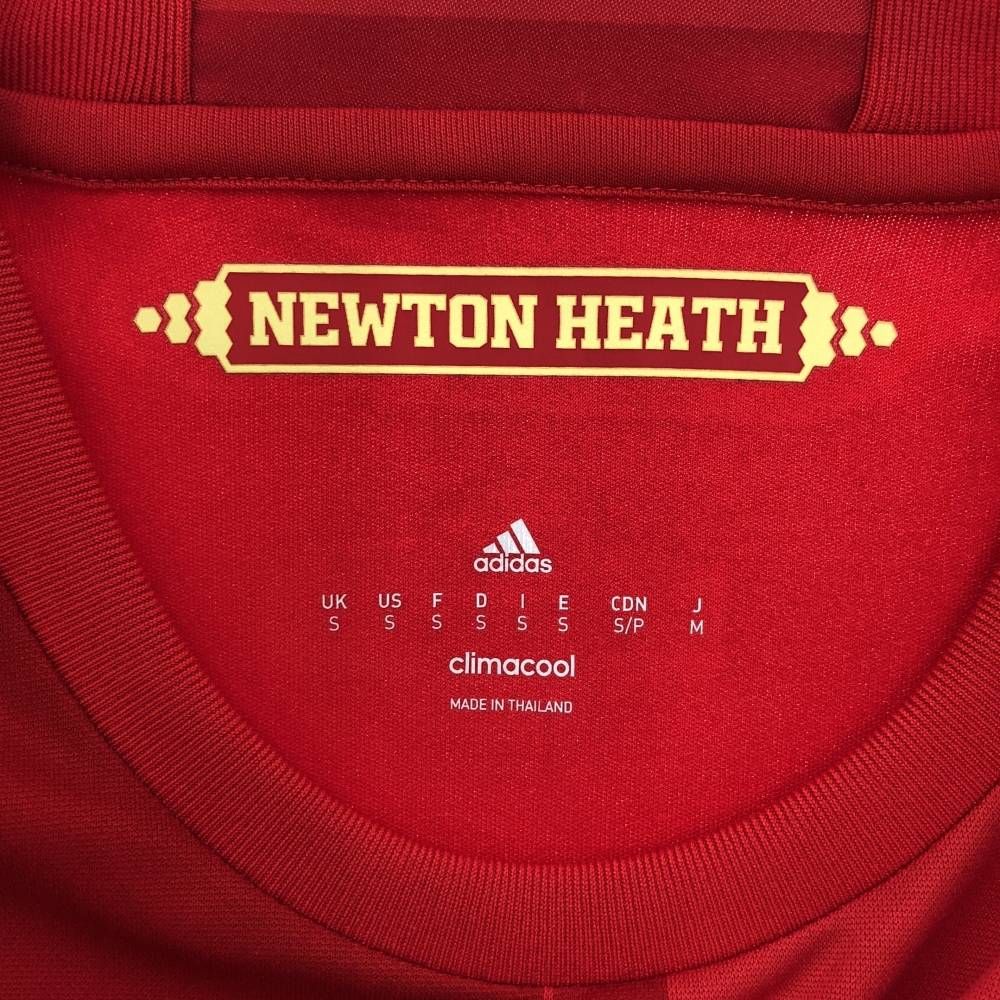 NEWTON HEATH
adidas
UK US F D I E CDN J
S S S S S S S/P M
climacool
MADE IN THAILAND